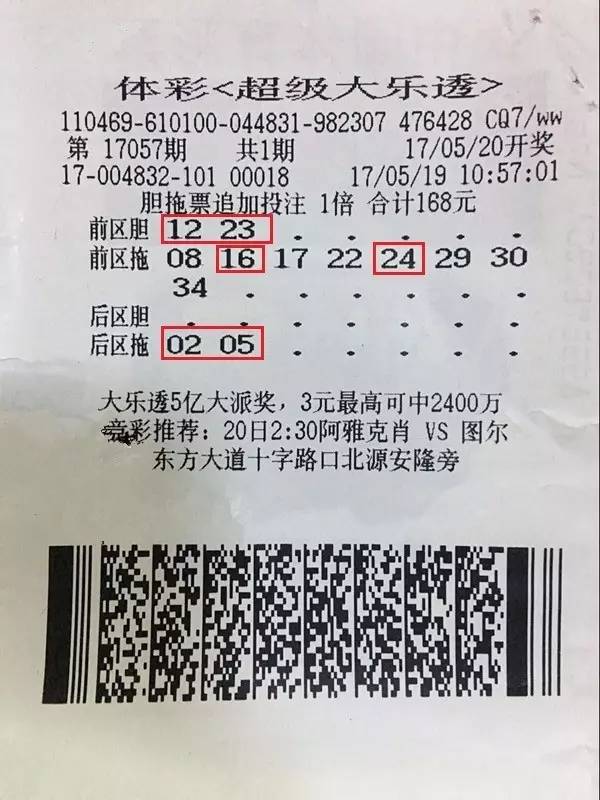 体彩<超级大乐透>
110469-610100-044831-982307 476428 CQ7/ww
第 17057期 共1期 17/05/20开奖
17-004832-101 00018 17/05/19 10:57:01
胆拖票追加投注 1倍 合计168元
前区胆 12 23 . . . . .
前区拖 08 16 17 22 24 29 30
34 . . . . . .
后区胆 . . . . . . .
后区拖 02 05 . . . . .
大乐透5亿大派奖，3元最高可中2400万
竞彩推荐：20日2:30阿雅克肖 VS 图尔
东方大道十字路口北源安隆旁